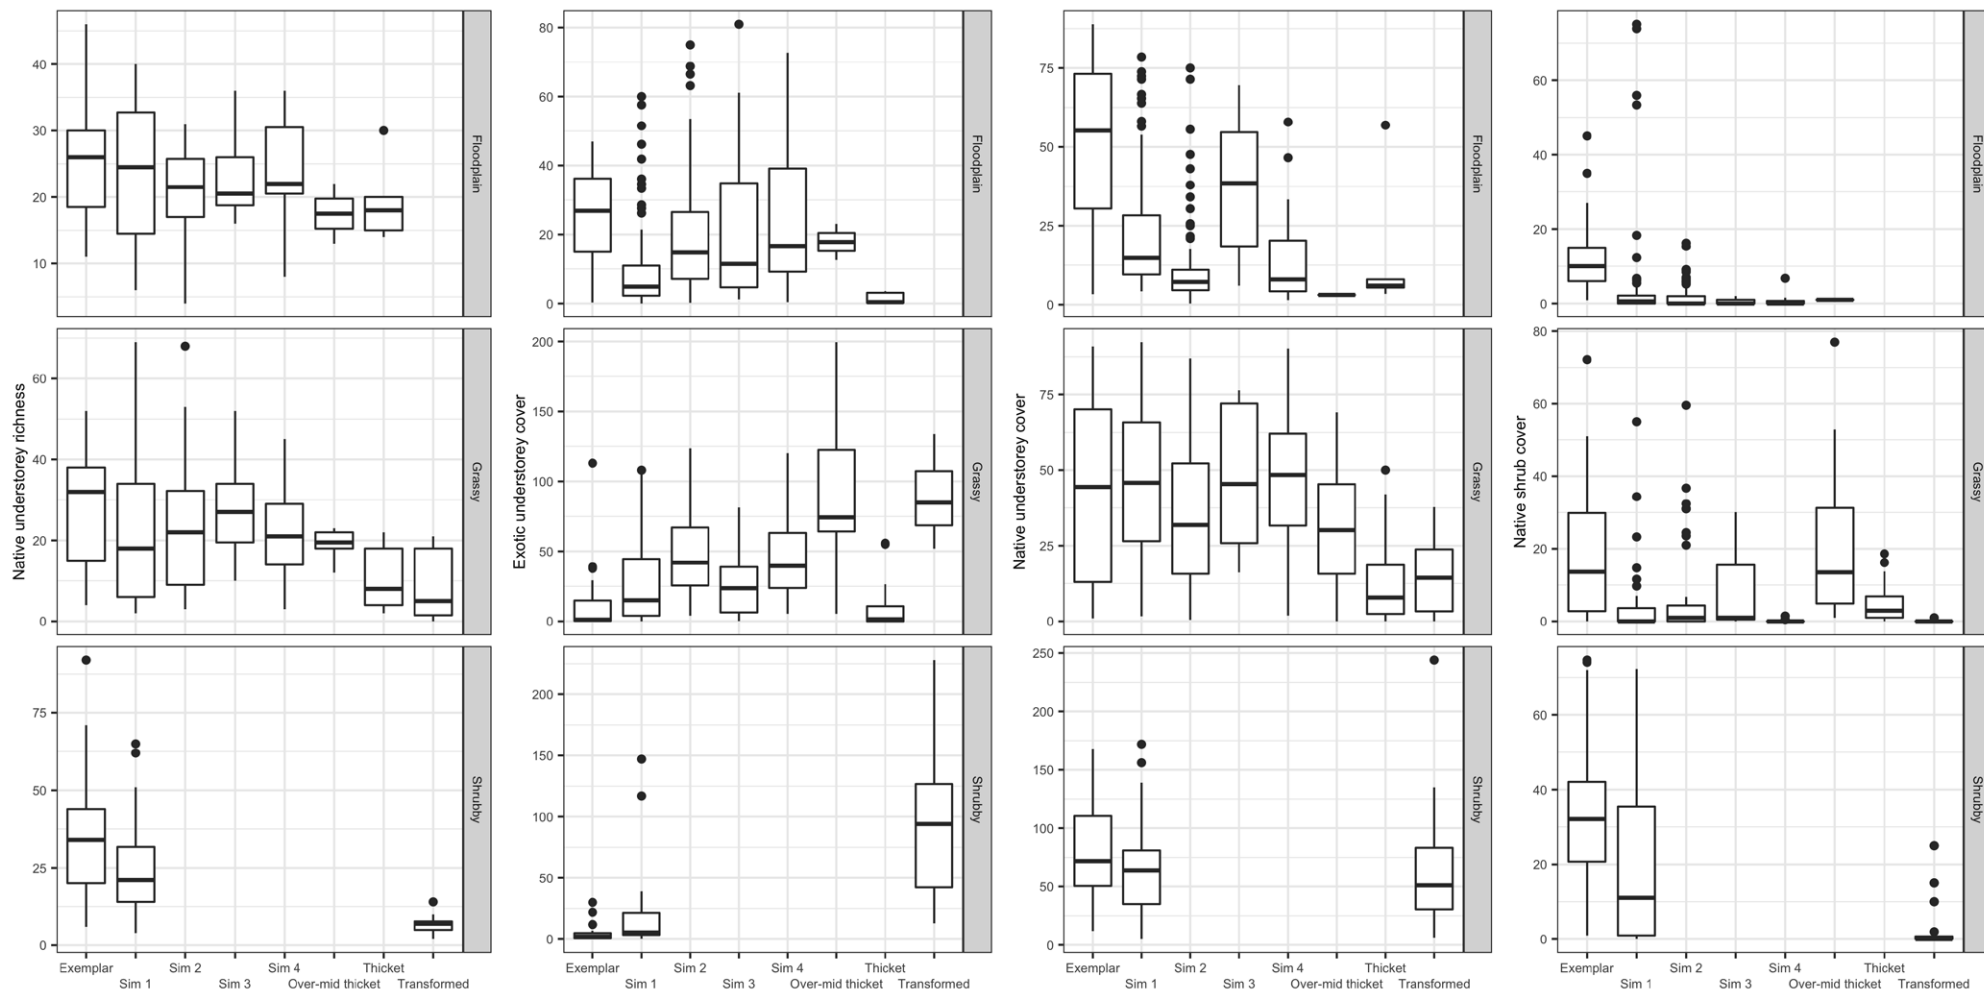 Native understorey richness
40
30
20
10
Floodplain
60
40
20
0
Grassy
75
50
25
0
Shrubby
Exemplar
Sim 1
Sim 2
Sim 3
Sim 4
Over-mid thicket
Thicket
Transformed
Exotic understorey cover
80
60
40
20
0
Floodplain
200
150
100
50
0
Grassy
200
150
100
50
0
Shrubby
Exemplar
Sim 1
Sim 2
Sim 3
Sim 4
Over-mid thicket
Thicket
Transformed
Native understorey cover
75
50
25
0
Floodplain
75
50
25
0
Grassy
250
200
150
100
50
0
Shrubby
Exemplar
Sim 1
Sim 2
Sim 3
Sim 4
Over-mid thicket
Thicket
Transformed
Native shrub cover
60
40
20
0
Floodplain
80
60
40
20
0
Grassy
60
40
20
0
Shrubby
Exemplar
Sim 1
Sim 2
Sim 3
Sim 4
Over-mid thicket
Thicket
Transformed